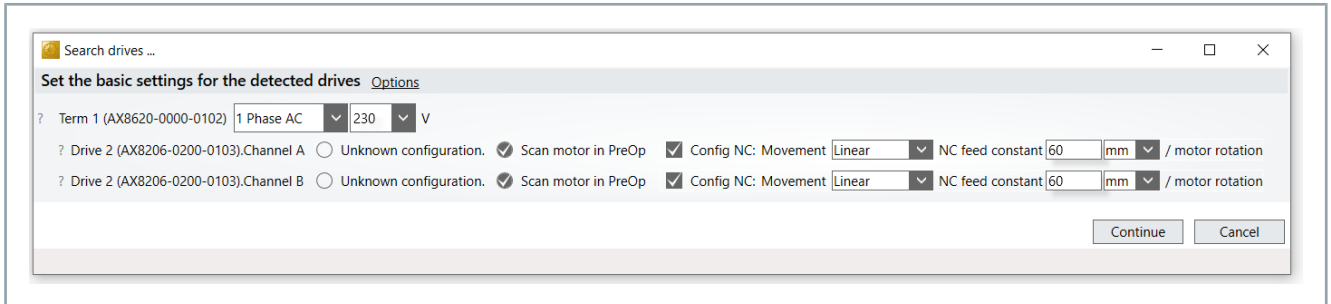 Search drives ...
Set the basic settings for the detected drives Options
? Term 1 (AX8620-0000-0102) 1 Phase AC 230 V
? Drive 2 (AX8206-0200-0103).Channel A Unknown configuration. Scan motor in PreOp Config NC: Movement Linear NC feed constant 60 mm / motor rotation
? Drive 2 (AX8206-0200-0103).Channel B Unknown configuration. Scan motor in PreOp Config NC: Movement Linear NC feed constant 60 mm / motor rotation
Continue Cancel